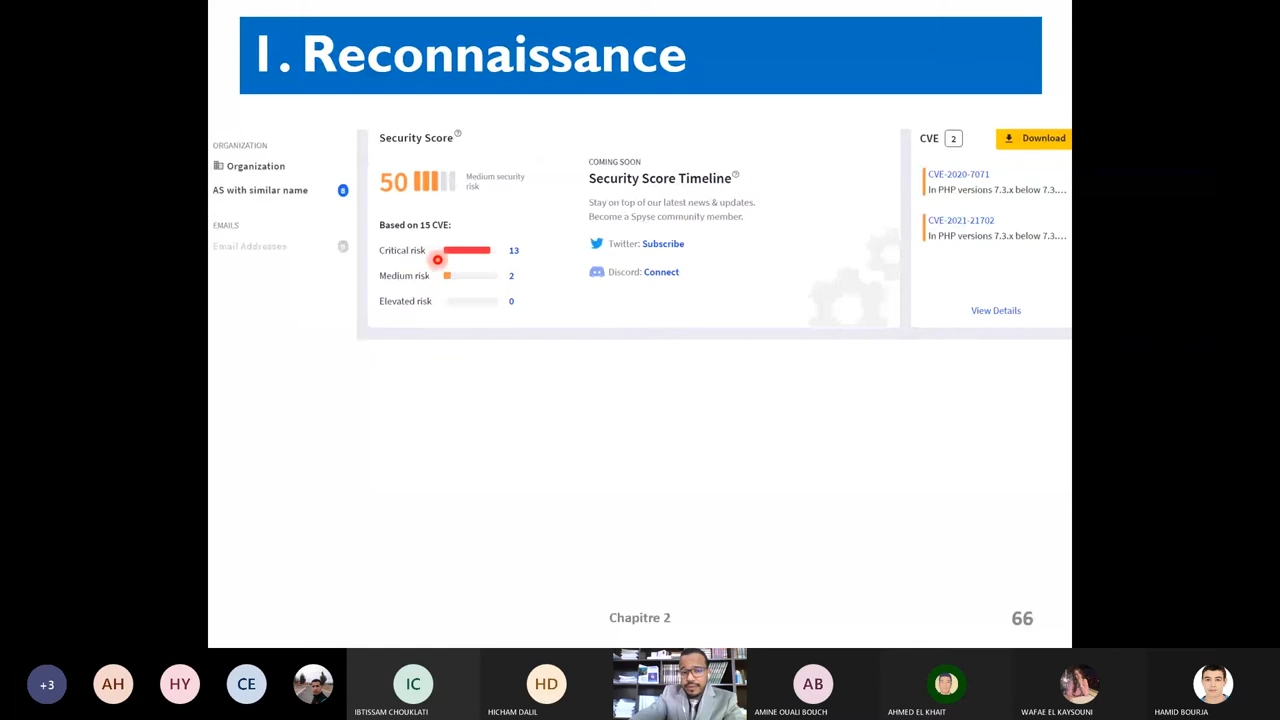 1. Reconnaissance
ORGANIZATION
Organization
AS with similar name 8
EMAILS
Email Addresses 9
Security Score
50
Medium security
risk
Based on 15 CVE:
Critical risk 13
Medium risk 2
Elevated risk 0
COMING SOON
Security Score Timeline
Stay on top of our latest news & updates.
Become a Spyse community member.
Twitter: Subscribe
Discord: Connect
CVE 2
Download
CVE-2020-7071
In PHP versions 7.3.x below 7.3....
CVE-2021-21702
In PHP versions 7.3.x below 7.3....
View Details
Chapitre 2
66
+3
AH
HY
CE
IC
IBTISSAM CHOUKLATI
HD
HICHAM DALIL
AB
AMINE OUALI BOUCH
AHMED EL KHAIT
WAFAE EL KAYSOUNI
HAMID BOURJA